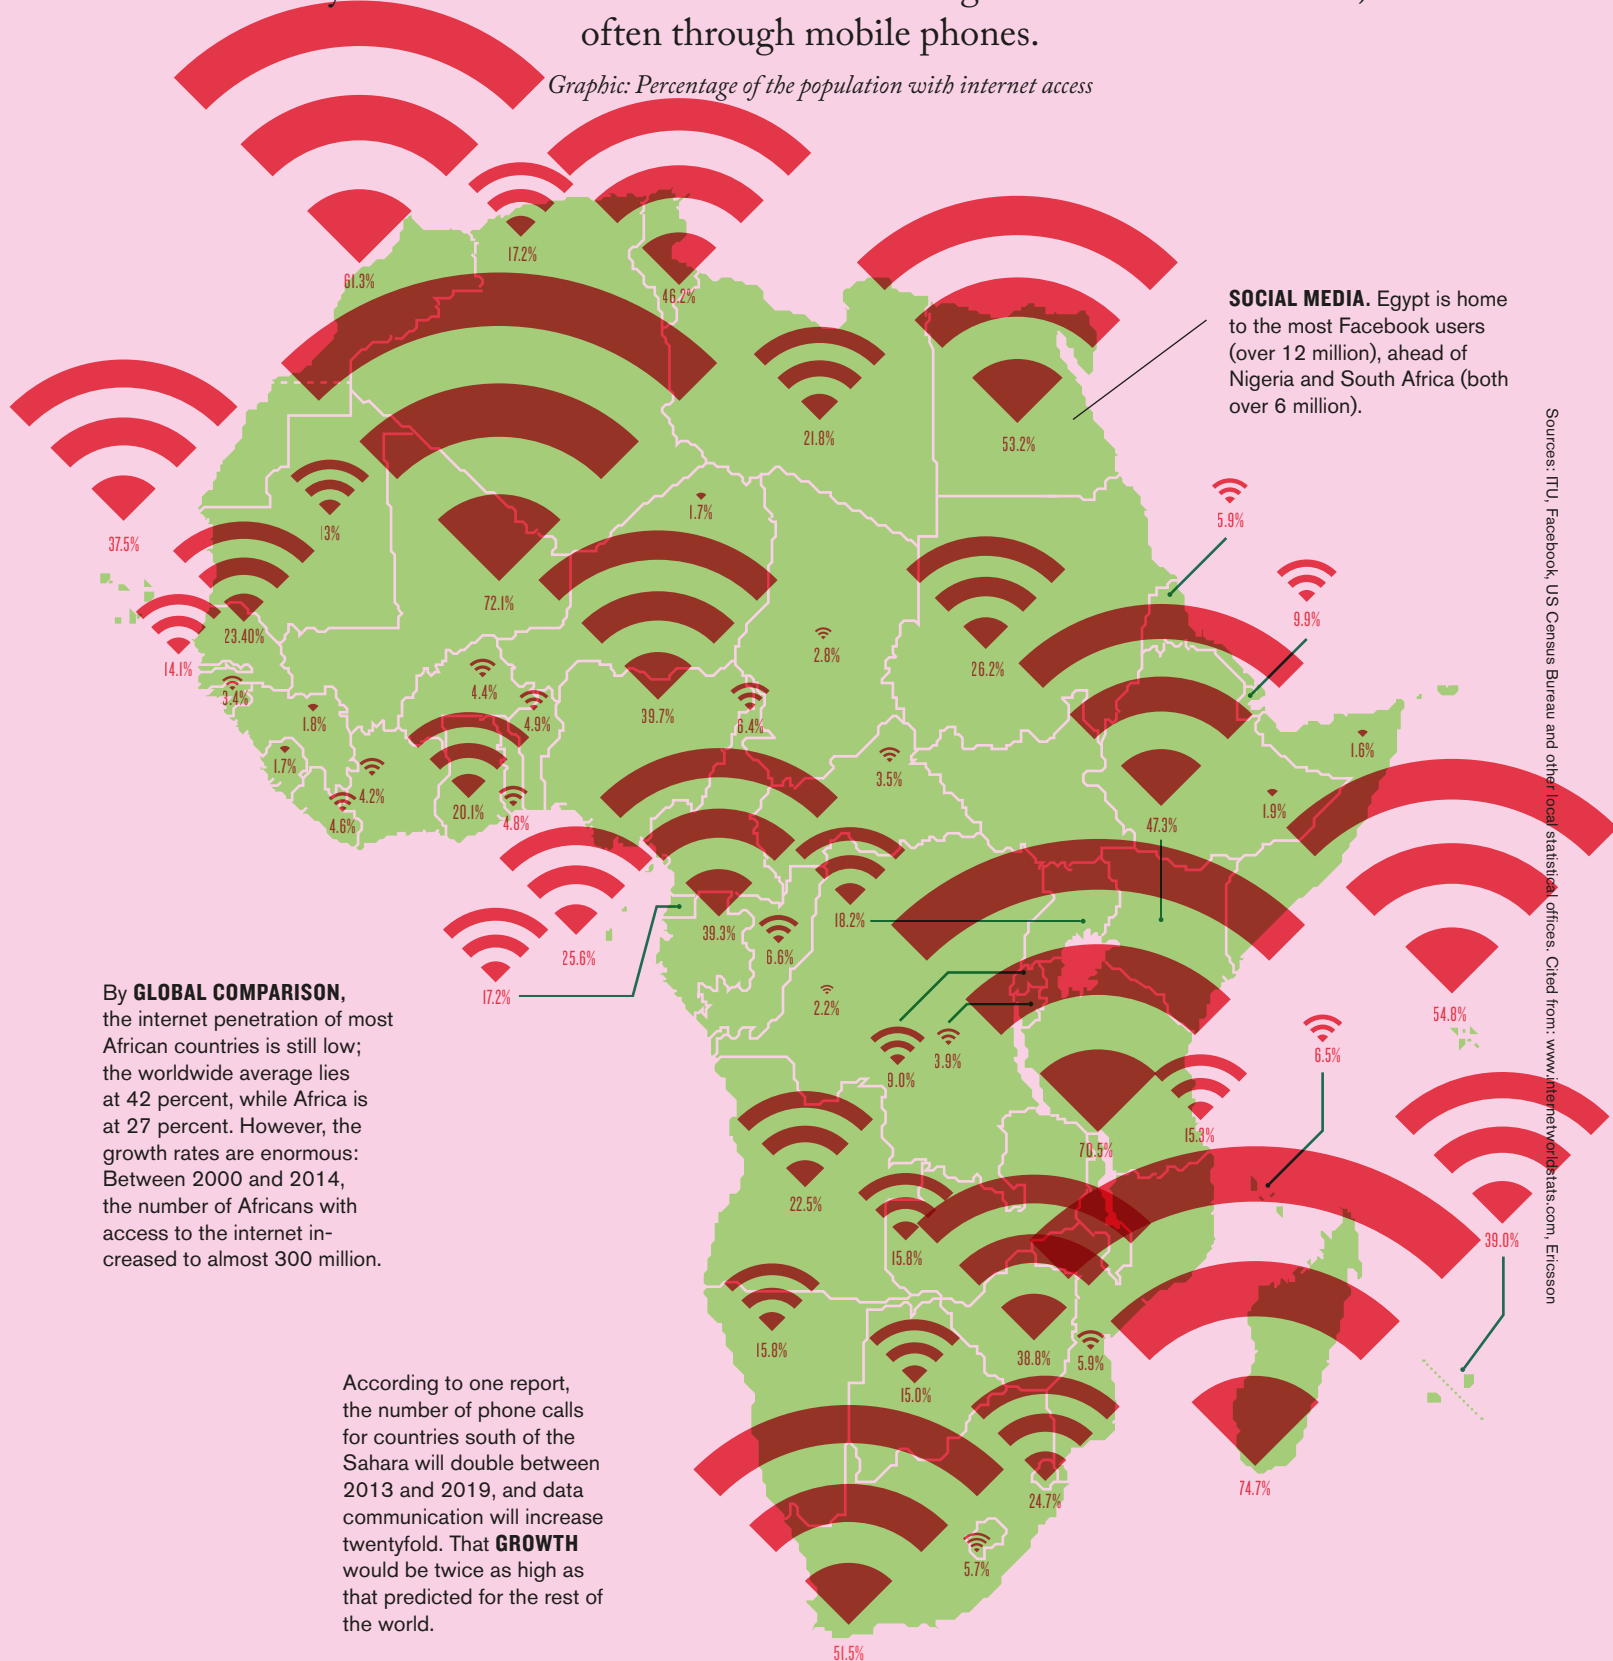 often through mobile phones.
Graphic: Percentage of the population with internet access
61.3%
17.2%
46.2%
SOCIAL MEDIA. Egypt is home
to the most Facebook users
(over 12 million), ahead of
Nigeria and South Africa (both
over 6 million).
21.8%
53.2%
37.5%
13%
1.7%
5.9%
72.1%
9.9%
23.40%
14.1%
2.8%
26.2%
3.4%
4.4%
1.8%
4.9%
39.7%
6.4%
1.6%
1.7%
4.2%
3.5%
4.6%
20.1%
4.8%
47.3%
1.9%
18.2%
39.3%
25.6%
6.6%
17.2%
2.2%
54.8%
By GLOBAL COMPARISON,
the internet penetration of most
African countries is still low;
the worldwide average lies
at 42 percent, while Africa is
at 27 percent. However, the
growth rates are enormous:
Between 2000 and 2014,
the number of Africans with
access to the internet in-
creased to almost 300 million.
9.0%
3.9%
6.5%
15.3%
70.5%
22.5%
15.8%
39.0%
15.8%
38.8%
5.9%
15.0%
According to one report,
the number of phone calls
for countries south of the
Sahara will double between
2013 and 2019, and data
communication will increase
twentyfold. That GROWTH
would be twice as high as
that predicted for the rest of
the world.
24.7%
74.7%
5.7%
51.5%
Sources: ITU, Facebook, US Census Bureau and other local statistical offices. Cited from: www.internetworldstats.com, Ericsson